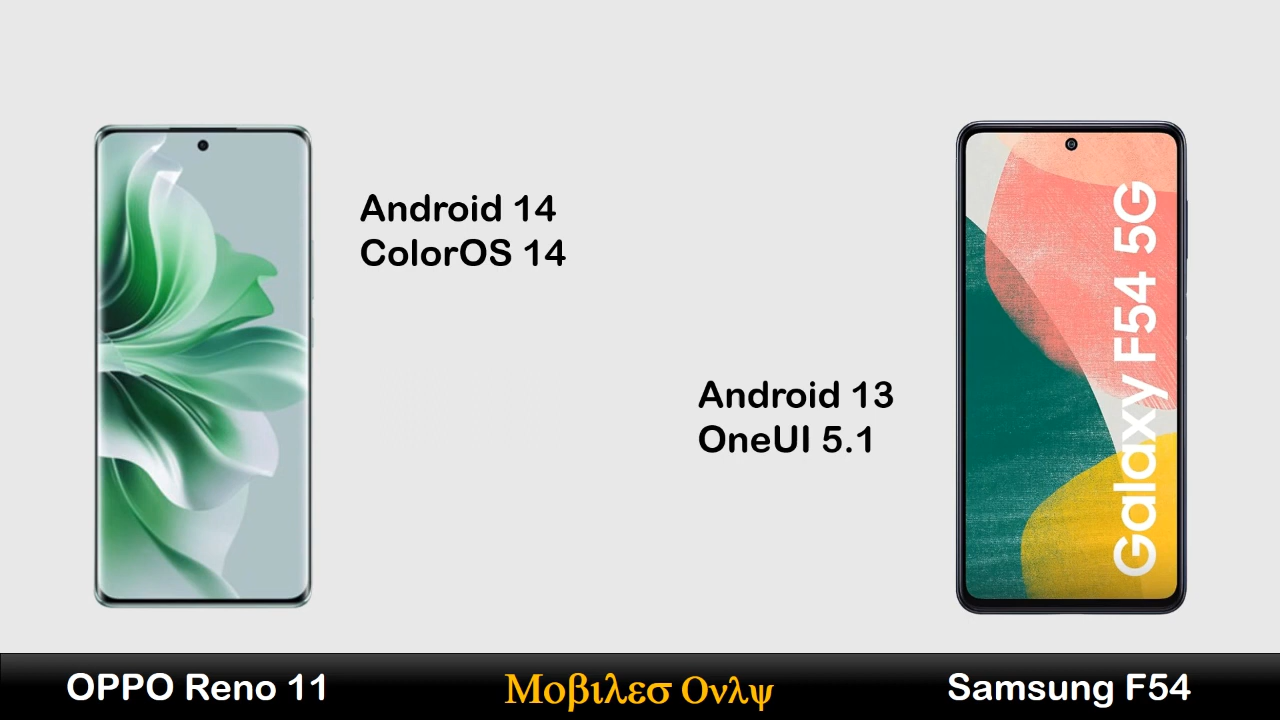 Android 14
ColorOS 14
Android 13
OneUI 5.1
Galaxy F54 5G
OPPO Reno 11
Μοβιλεσ Ονλψ
Samsung F54